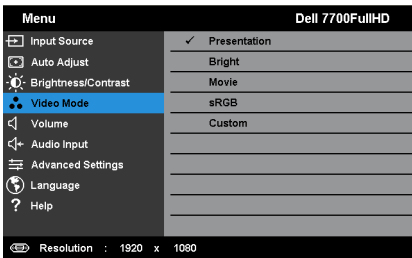 Menu Dell 7700FullHD
Input Source ✓ Presentation
Auto Adjust Bright
Brightness/Contrast Movie
Video Mode sRGB
Volume Custom
Audio Input
Advanced Settings
Language
? Help
Resolution : 1920 x 1080